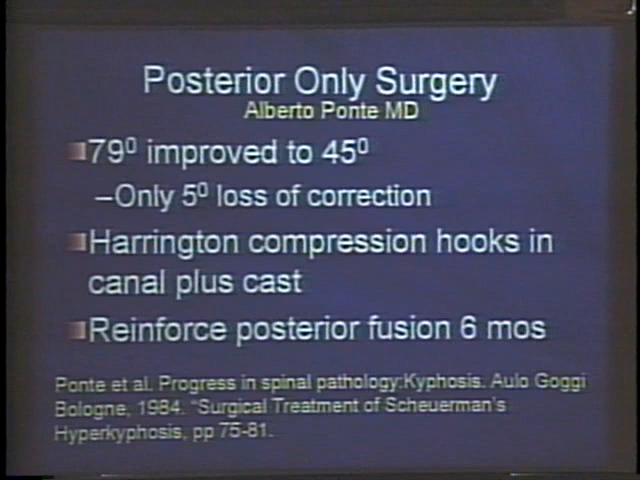 Posterior Only Surgery
Alberto Ponte MD
79⁰ improved to 45⁰
–Only 5⁰ loss of correction
Harrington compression hooks in
canal plus cast
Reinforce posterior fusion 6 mos
Ponte et al. Progress in spinal pathology:Kyphosis. Aulo Goggi
Bologne, 1984. “Surgical Treatment of Scheuerman’s
Hyperkyphosis, pp 75-81.